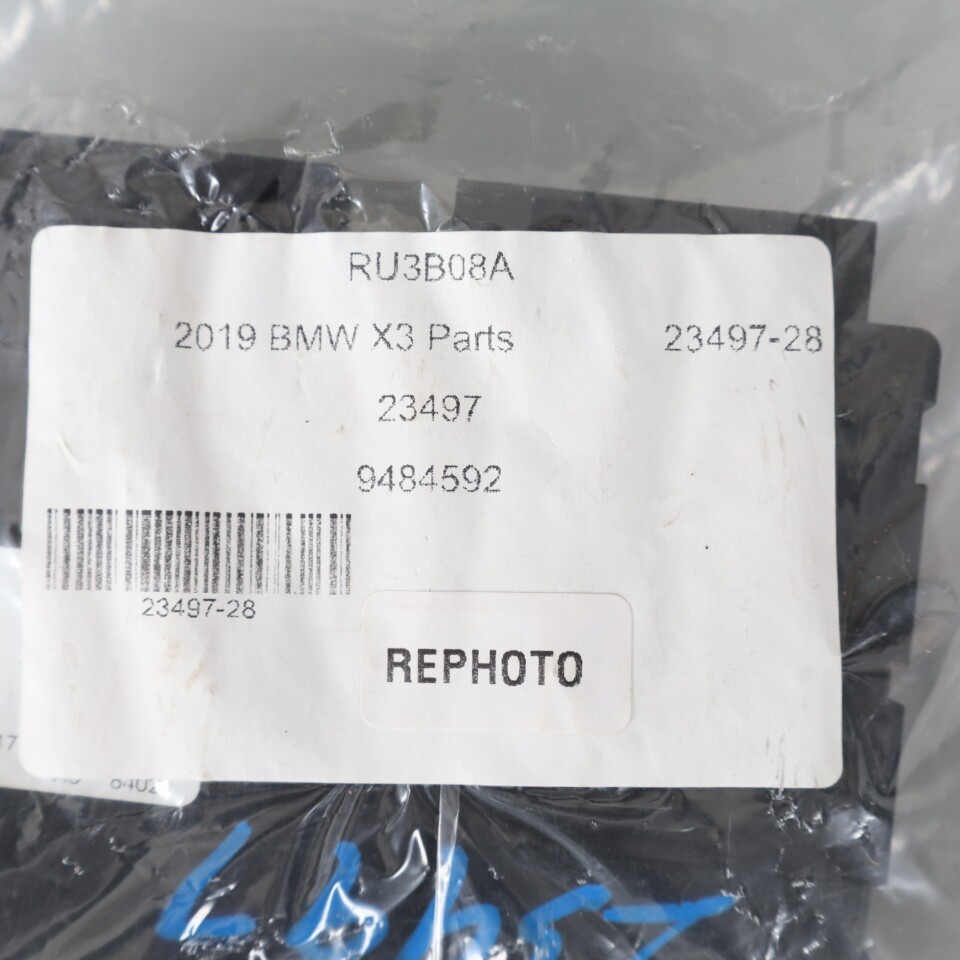 RU3B08A
2019 BMW X3 Parts 23497-28
23497
9484592
23497-28
REPHOTO